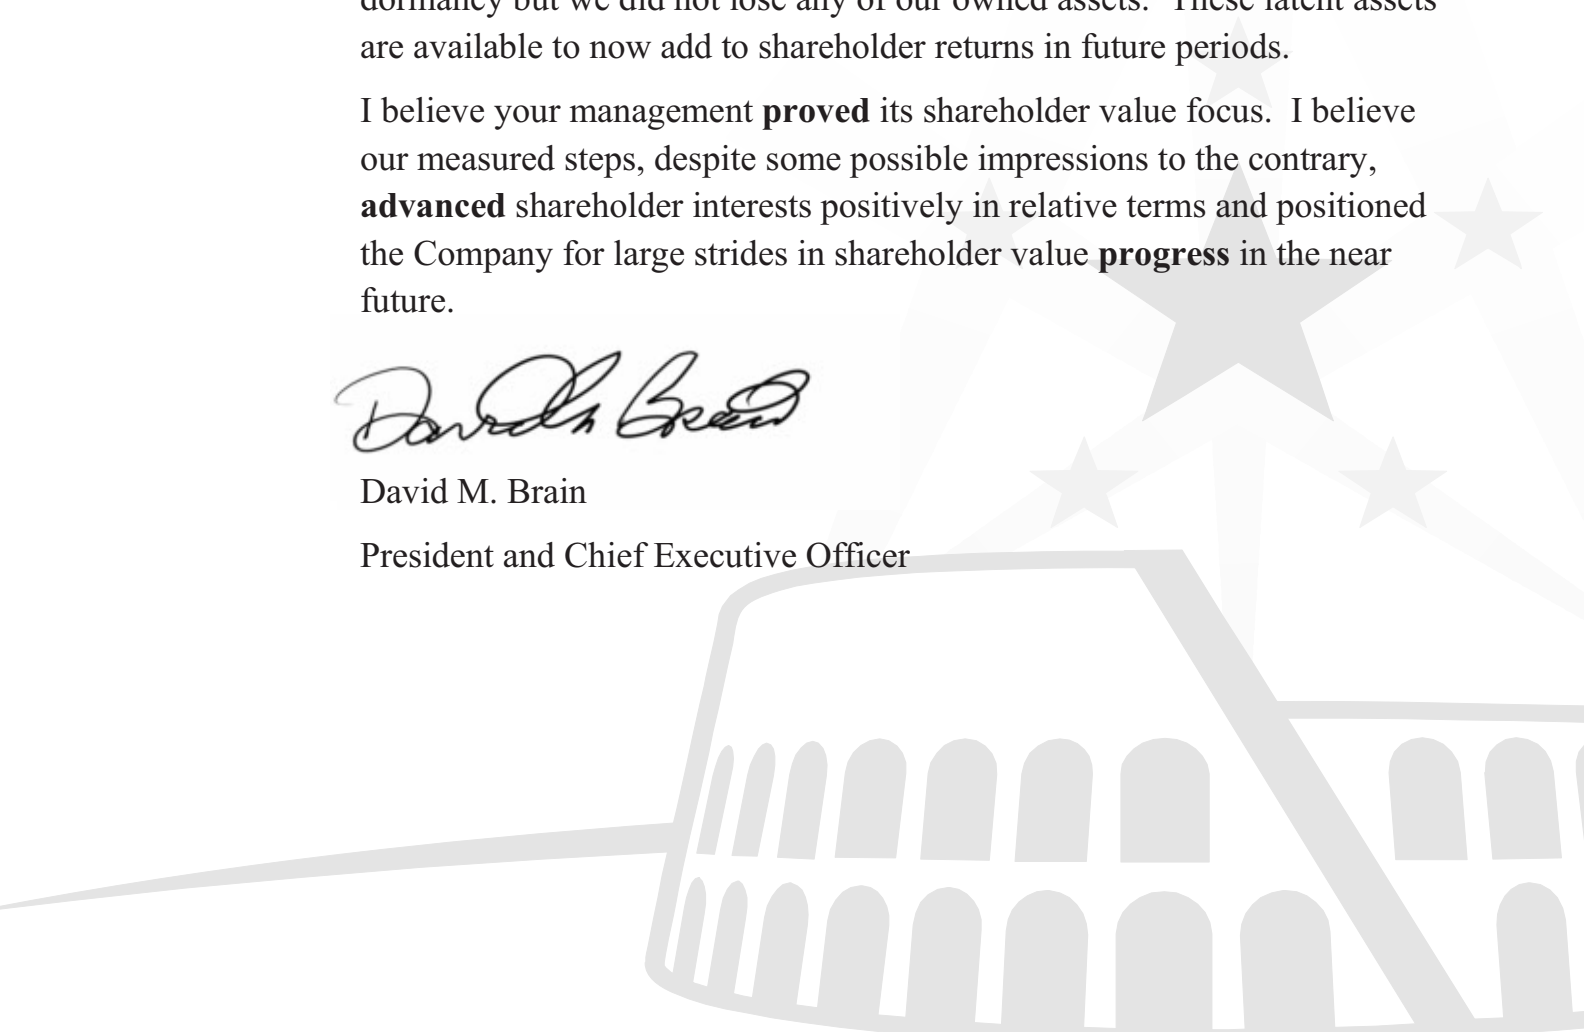 dormancy but we did not lose any of our owned assets.  These latent assets
are available to now add to shareholder returns in future periods.
I believe your management proved its shareholder value focus.  I believe
our measured steps, despite some possible impressions to the contrary,
advanced shareholder interests positively in relative terms and positioned
the Company for large strides in shareholder value progress in the near
future.
David M Brain
David M. Brain
President and Chief Executive Officer